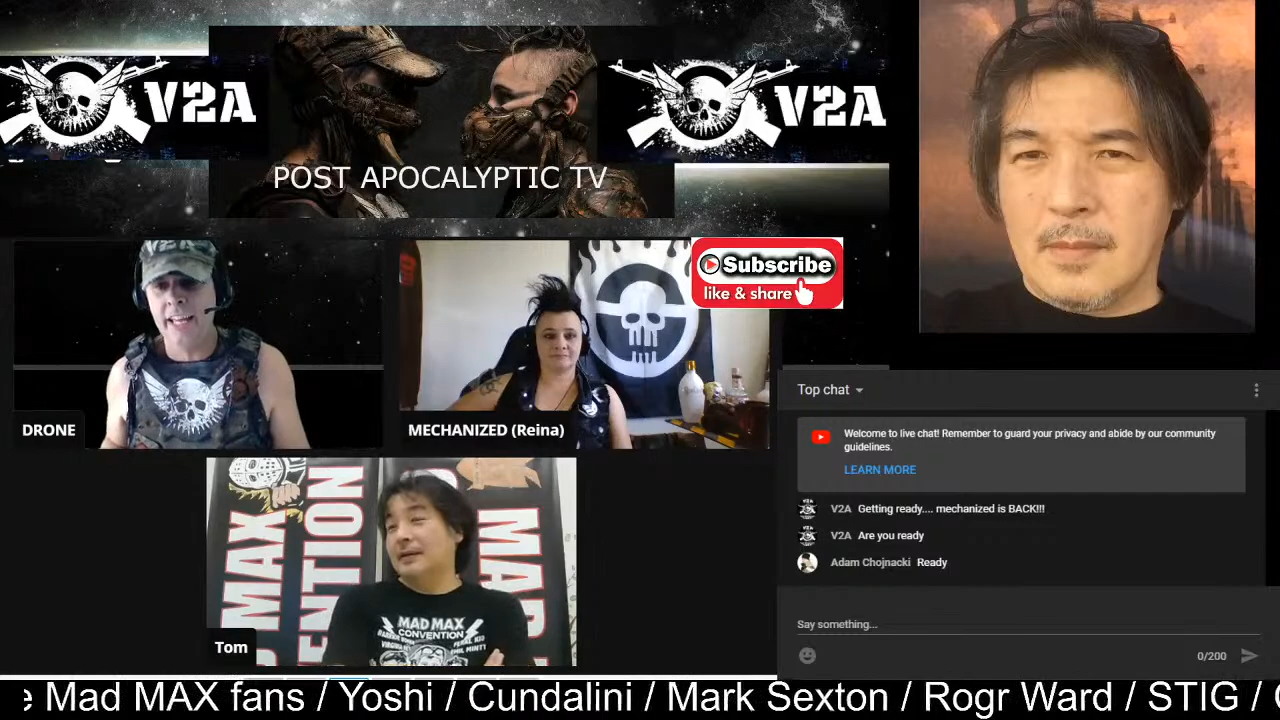 V2A
V2A
POST APOCALYPTIC TV
Subscribe
like & share
DRONE
MECHANIZED (Reina)
MAD MAX
CONVENTION
Tom
Top chat
Welcome to live chat! Remember to guard your privacy and abide by our community
guidelines.
LEARN MORE
V2A Getting ready.... mechanized is BACK!!!
V2A Are you ready
Adam Chojnacki Ready
Say something...
0/200
e Mad MAX fans / Yoshi / Cundalini / Mark Sexton / Rogr Ward / STIG /